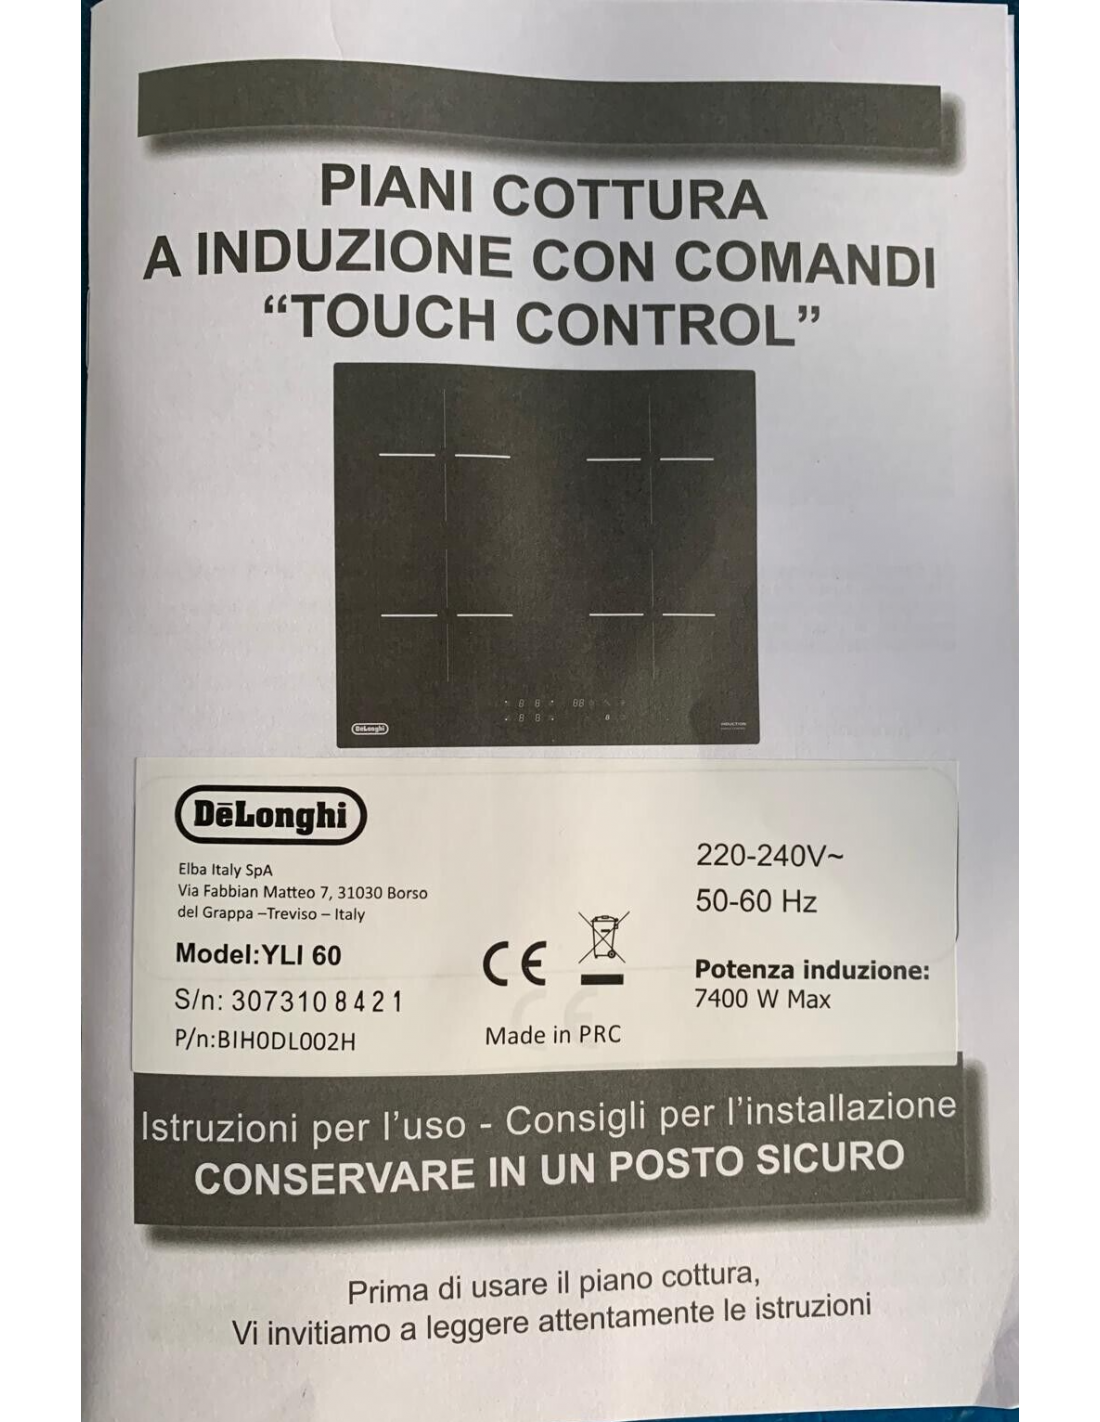 PIANI COTTURA
A INDUZIONE CON COMANDI
“TOUCH CONTROL”
DeLonghi
INDUCTION
DēLonghi
Elba Italy SpA
Via Fabbian Matteo 7, 31030 Borso
del Grappa –Treviso – Italy
Model:YLI 60
S/n: 3073108421
P/n:BIH0DL002H
CE
Made in PRC
220-240V~
50-60 Hz
Potenza induzione:
7400 W Max
Istruzioni per l’uso - Consigli per l’installazione
CONSERVARE IN UN POSTO SICURO
Prima di usare il piano cottura,
Vi invitiamo a leggere attentamente le istruzioni